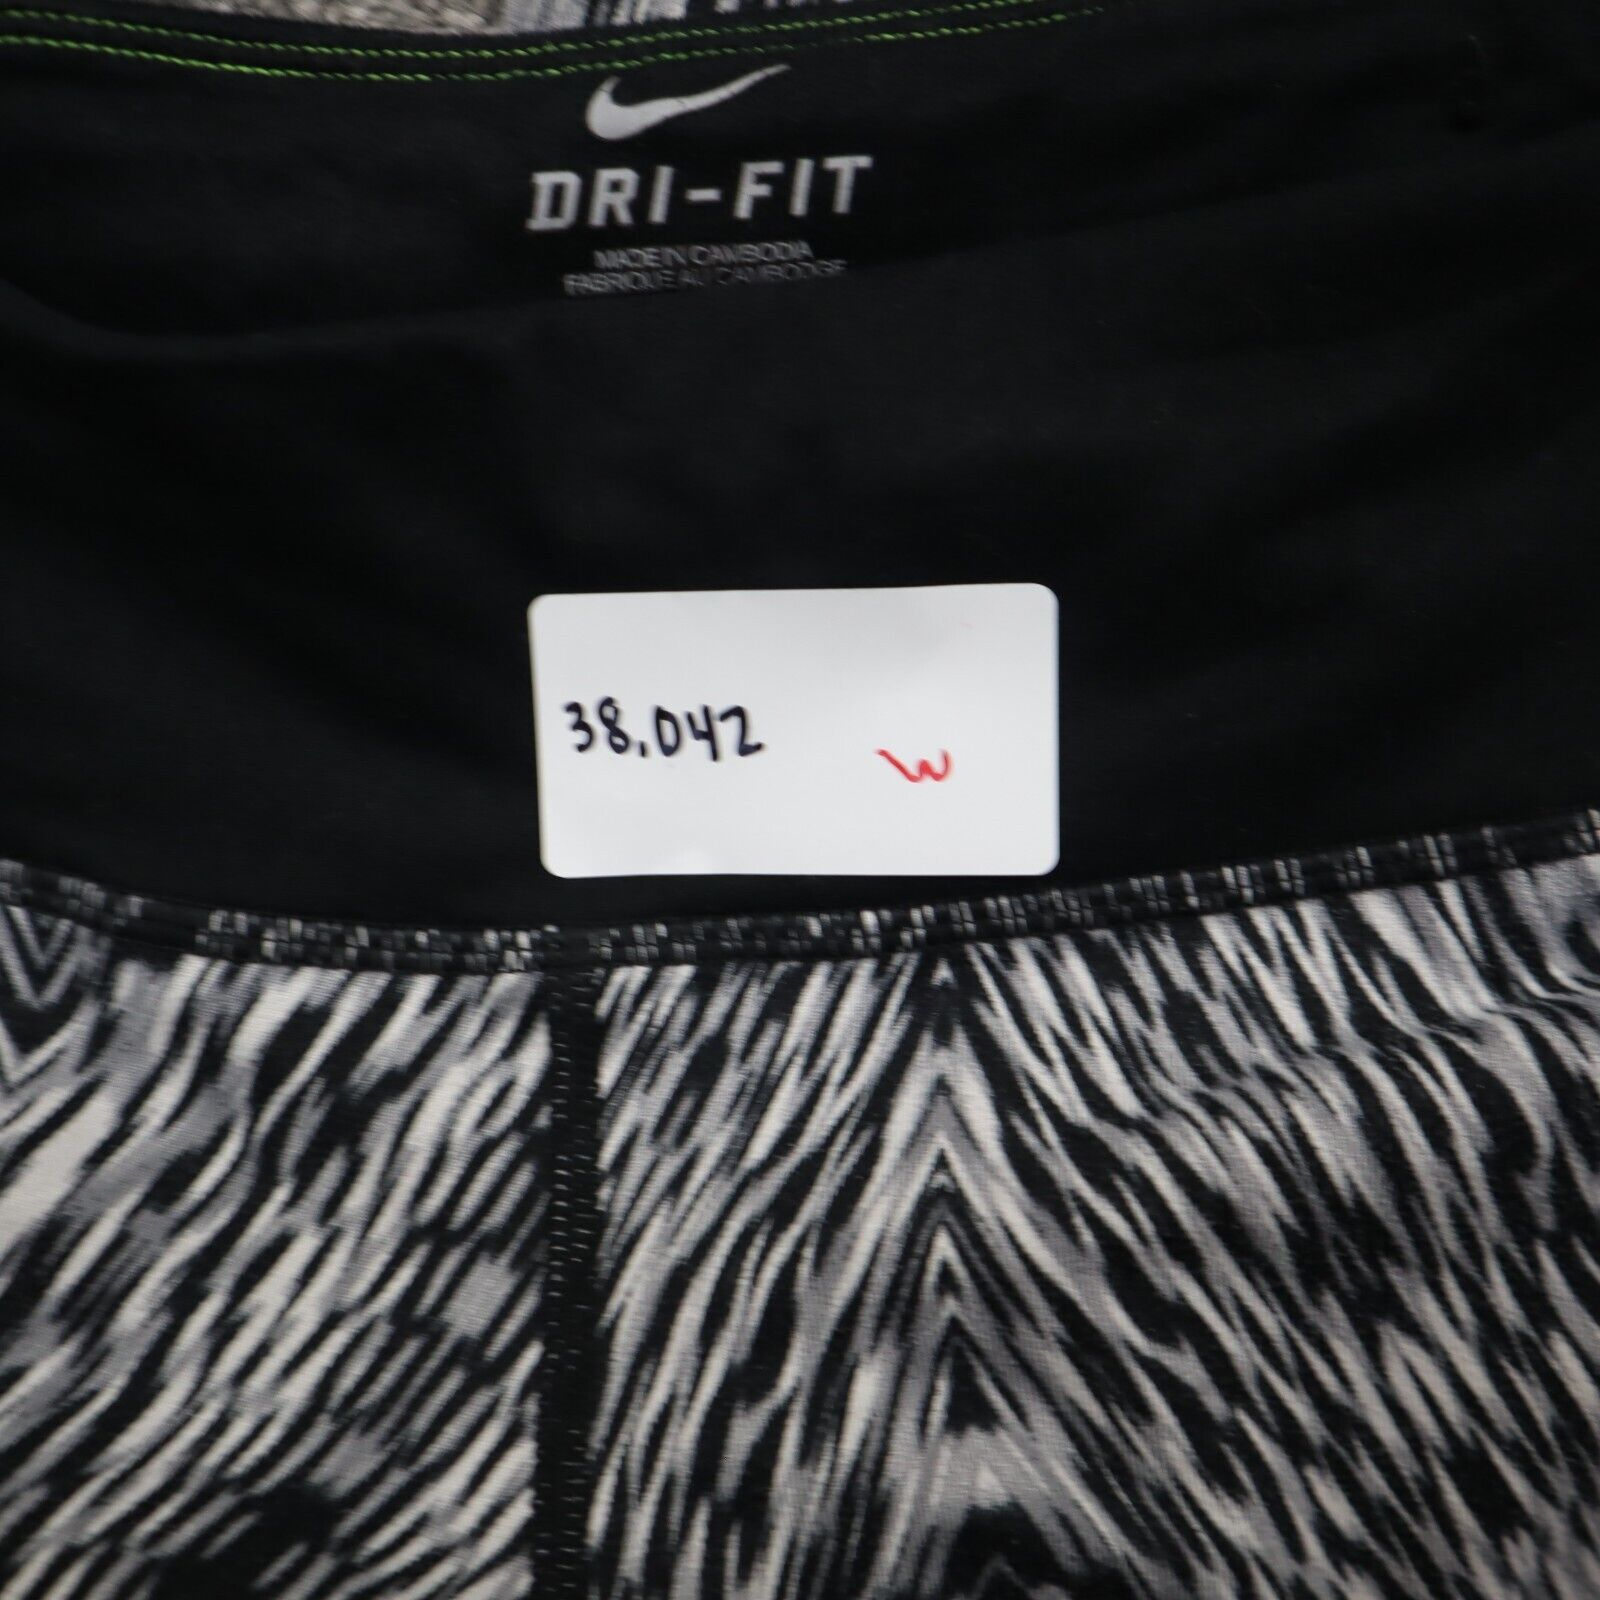 DRI-FIT
MADE IN CAMBODIA
FABRIQUE AU CAMBODGE
38,042 W